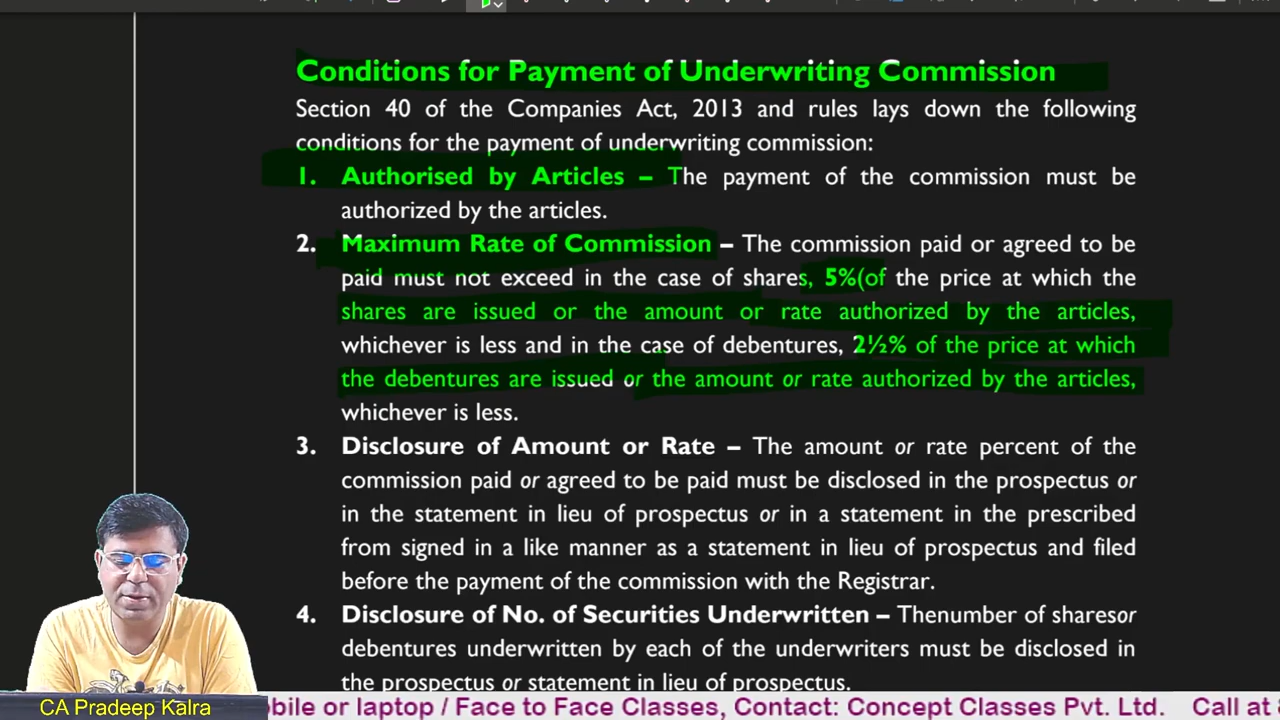 Conditions for Payment of Underwriting Commission
Section 40 of the Companies Act, 2013 and rules lays down the following
conditions for the payment of underwriting commission:
1. Authorised by Articles – The payment of the commission must be
authorized by the articles.
2. Maximum Rate of Commission – The commission paid or agreed to be
paid must not exceed in the case of shares, 5%(of the price at which the
shares are issued or the amount or rate authorized by the articles,
whichever is less and in the case of debentures, 2½% of the price at which
the debentures are issued or the amount or rate authorized by the articles,
whichever is less.
3. Disclosure of Amount or Rate – The amount or rate percent of the
commission paid or agreed to be paid must be disclosed in the prospectus or
in the statement in lieu of prospectus or in a statement in the prescribed
from signed in a like manner as a statement in lieu of prospectus and filed
before the payment of the commission with the Registrar.
4. Disclosure of No. of Securities Underwritten – Thenumber of sharesor
debentures underwritten by each of the underwriters must be disclosed in
the prospectus or statement in lieu of prospectus.
CA Pradeep Kalra
bile or laptop / Face to Face Classes, Contact: Concept Classes Pvt. Ltd. Call at